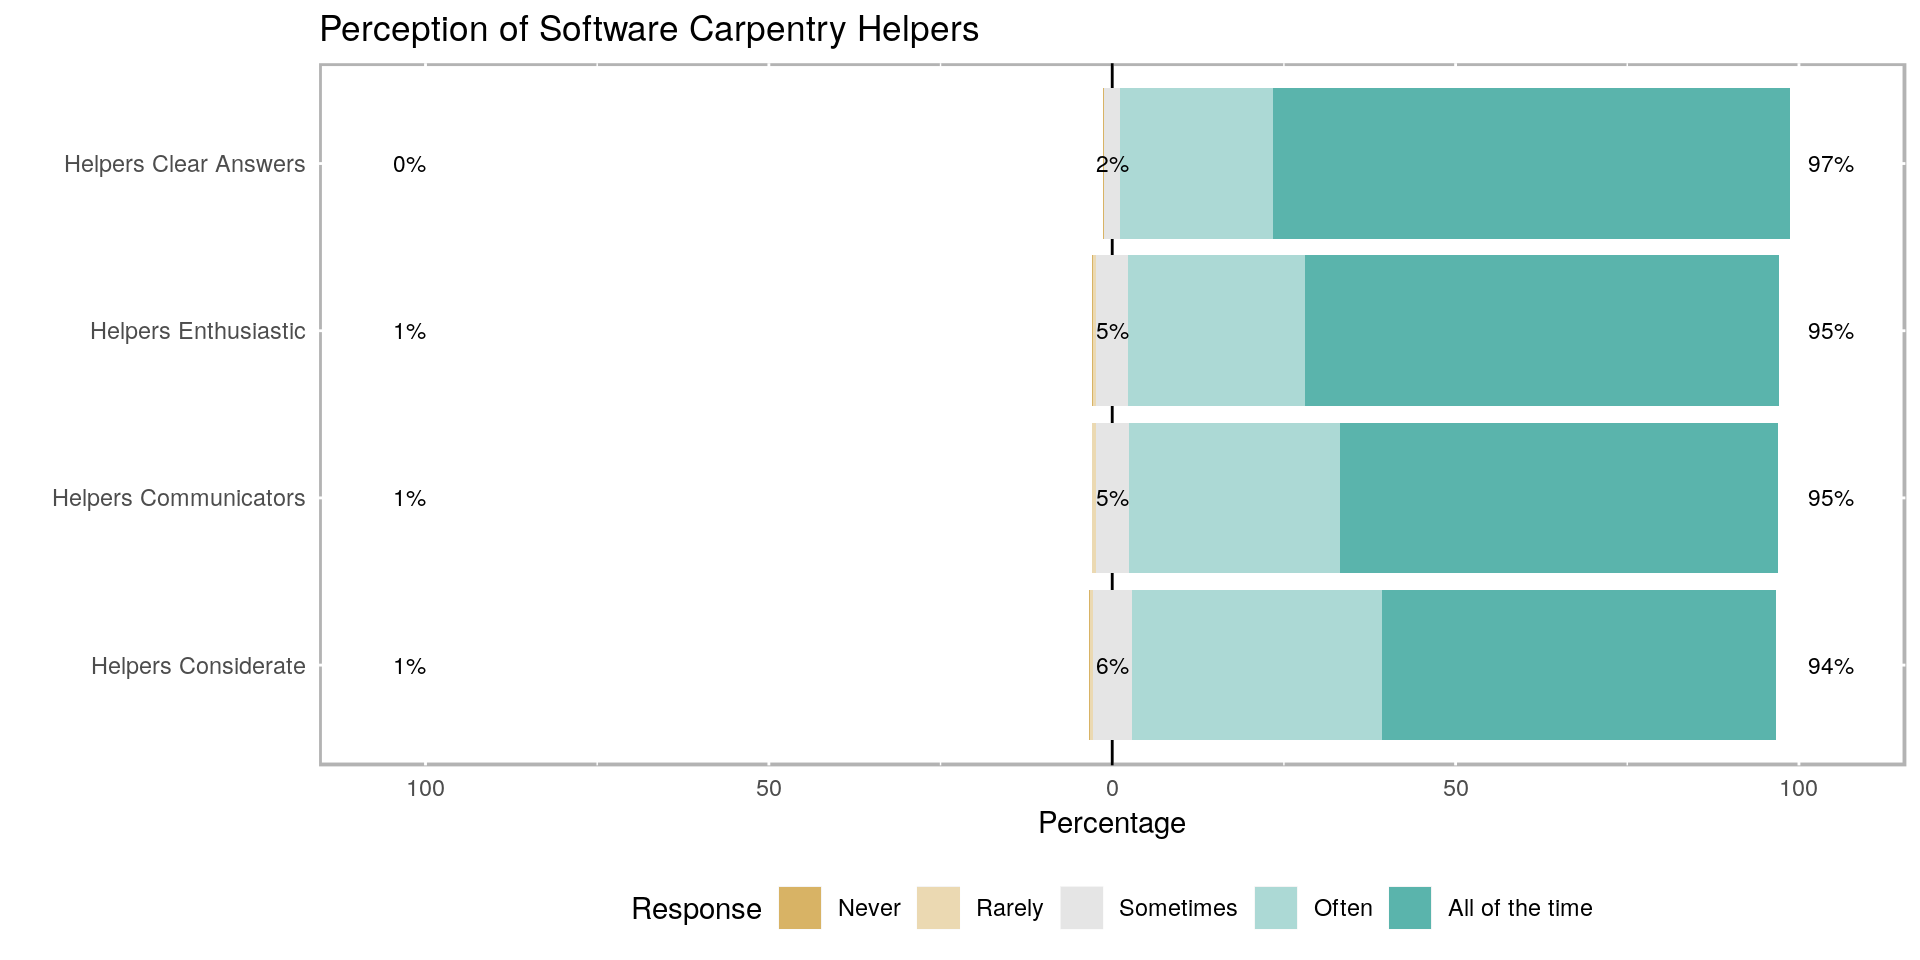 Perception of Software Carpentry Helpers
Helpers Clear Answers 0% 2% 97%
Helpers Enthusiastic 1% 5% 95%
Helpers Communicators 1% 5% 95%
Helpers Considerate 1% 6% 94%
100 50 0 50 100
Percentage
Response Never Rarely Sometimes Often All of the time